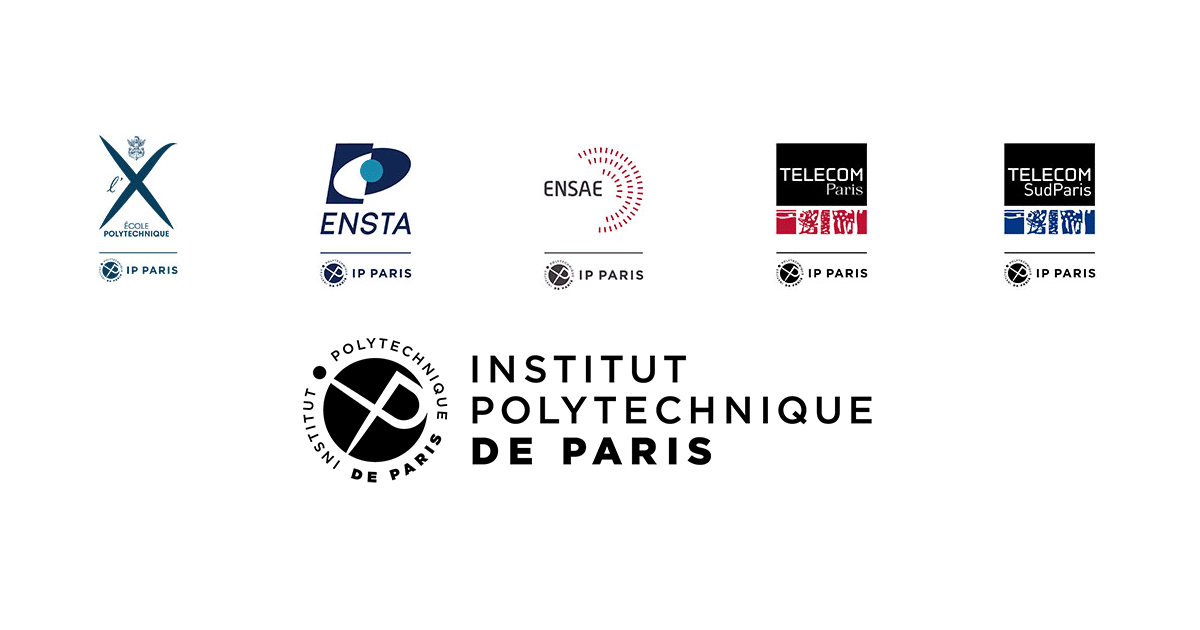 l'
ÉCOLE
POLYTECHNIQUE
IP PARIS
ENSTA
IP PARIS
ENSAE
IP PARIS
TELECOM
Paris
IP PARIS
TELECOM
SudParis
IP PARIS
INSTITUT POLYTECHNIQUE DE PARIS
INSTITUT
POLYTECHNIQUE
DE PARIS